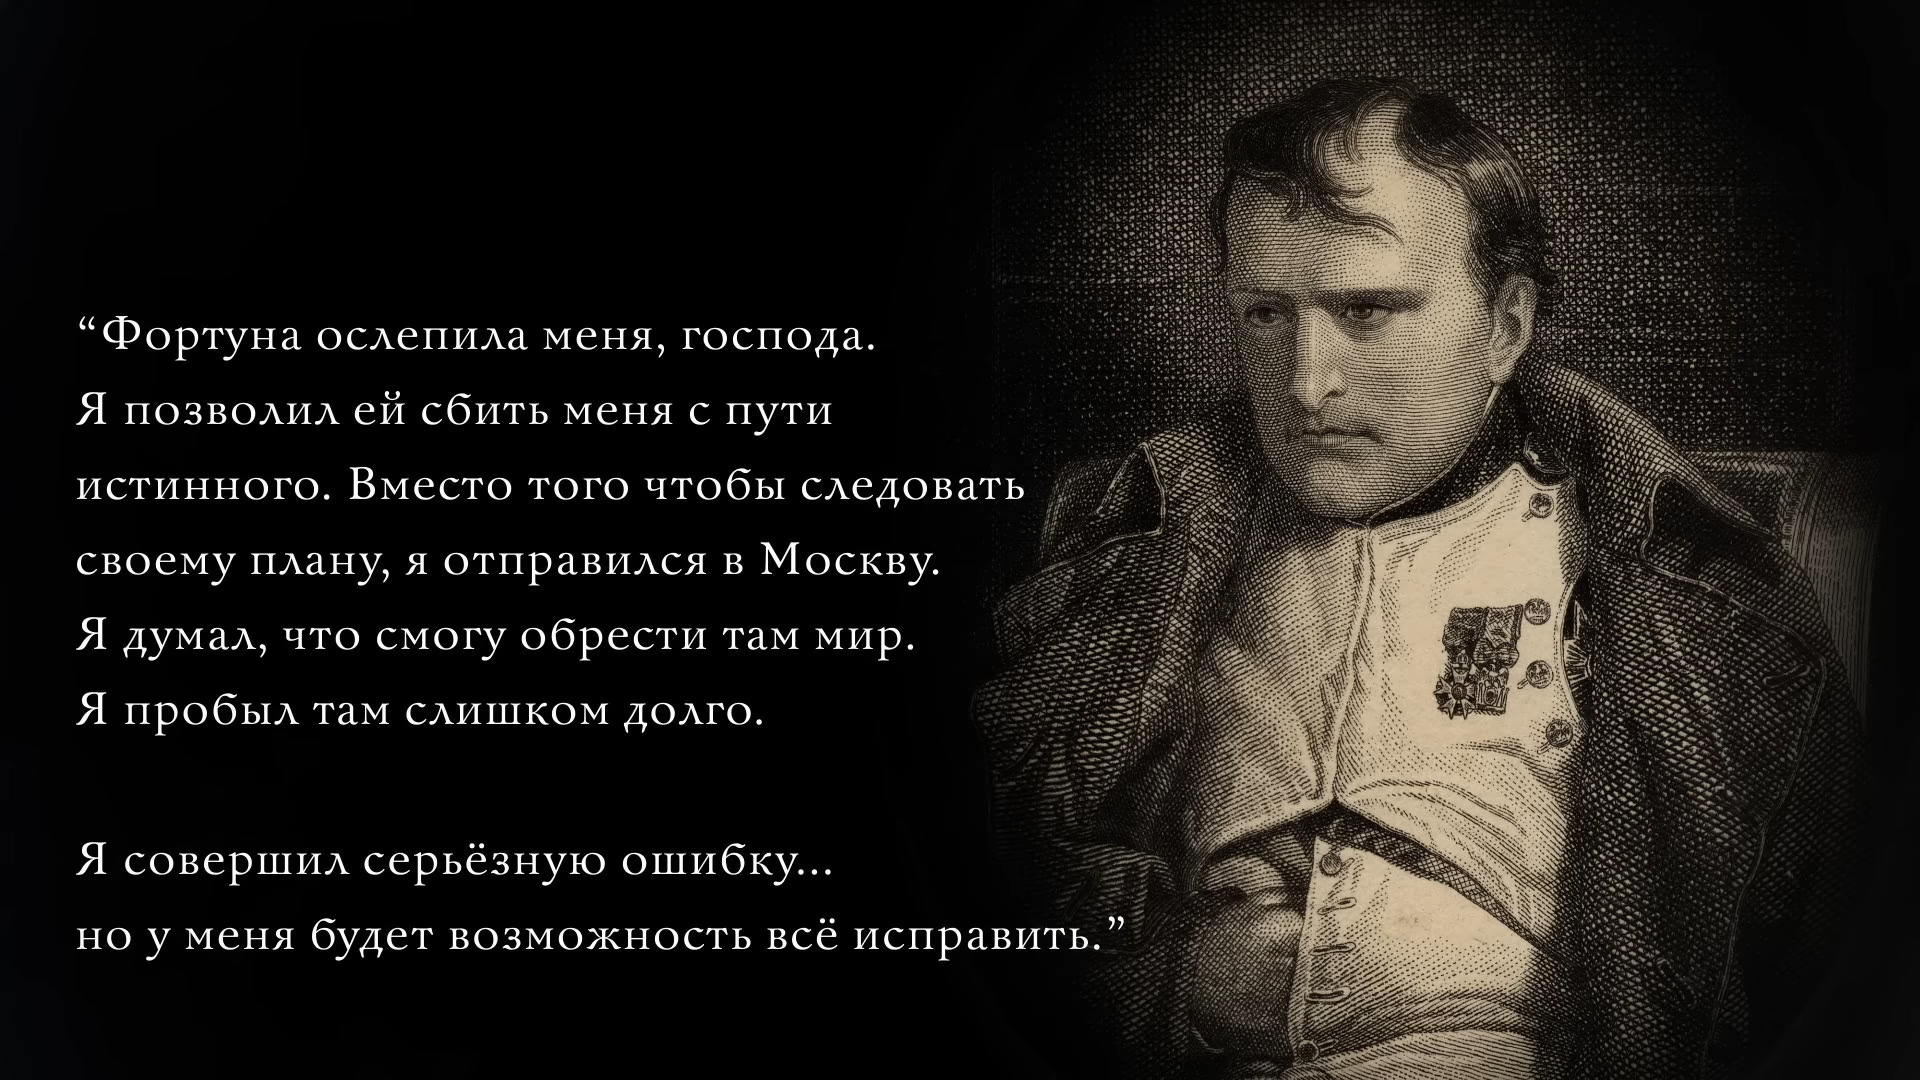 “Фортуна ослепила меня, господа.
Я позволил ей сбить меня с пути
истинного. Вместо того чтобы следовать
своему плану, я отправился в Москву.
Я думал, что смогу обрести там мир.
Я пробыл там слишком долго.
Я совершил серьёзную ошибку...
но у меня будет возможность всё исправить.”